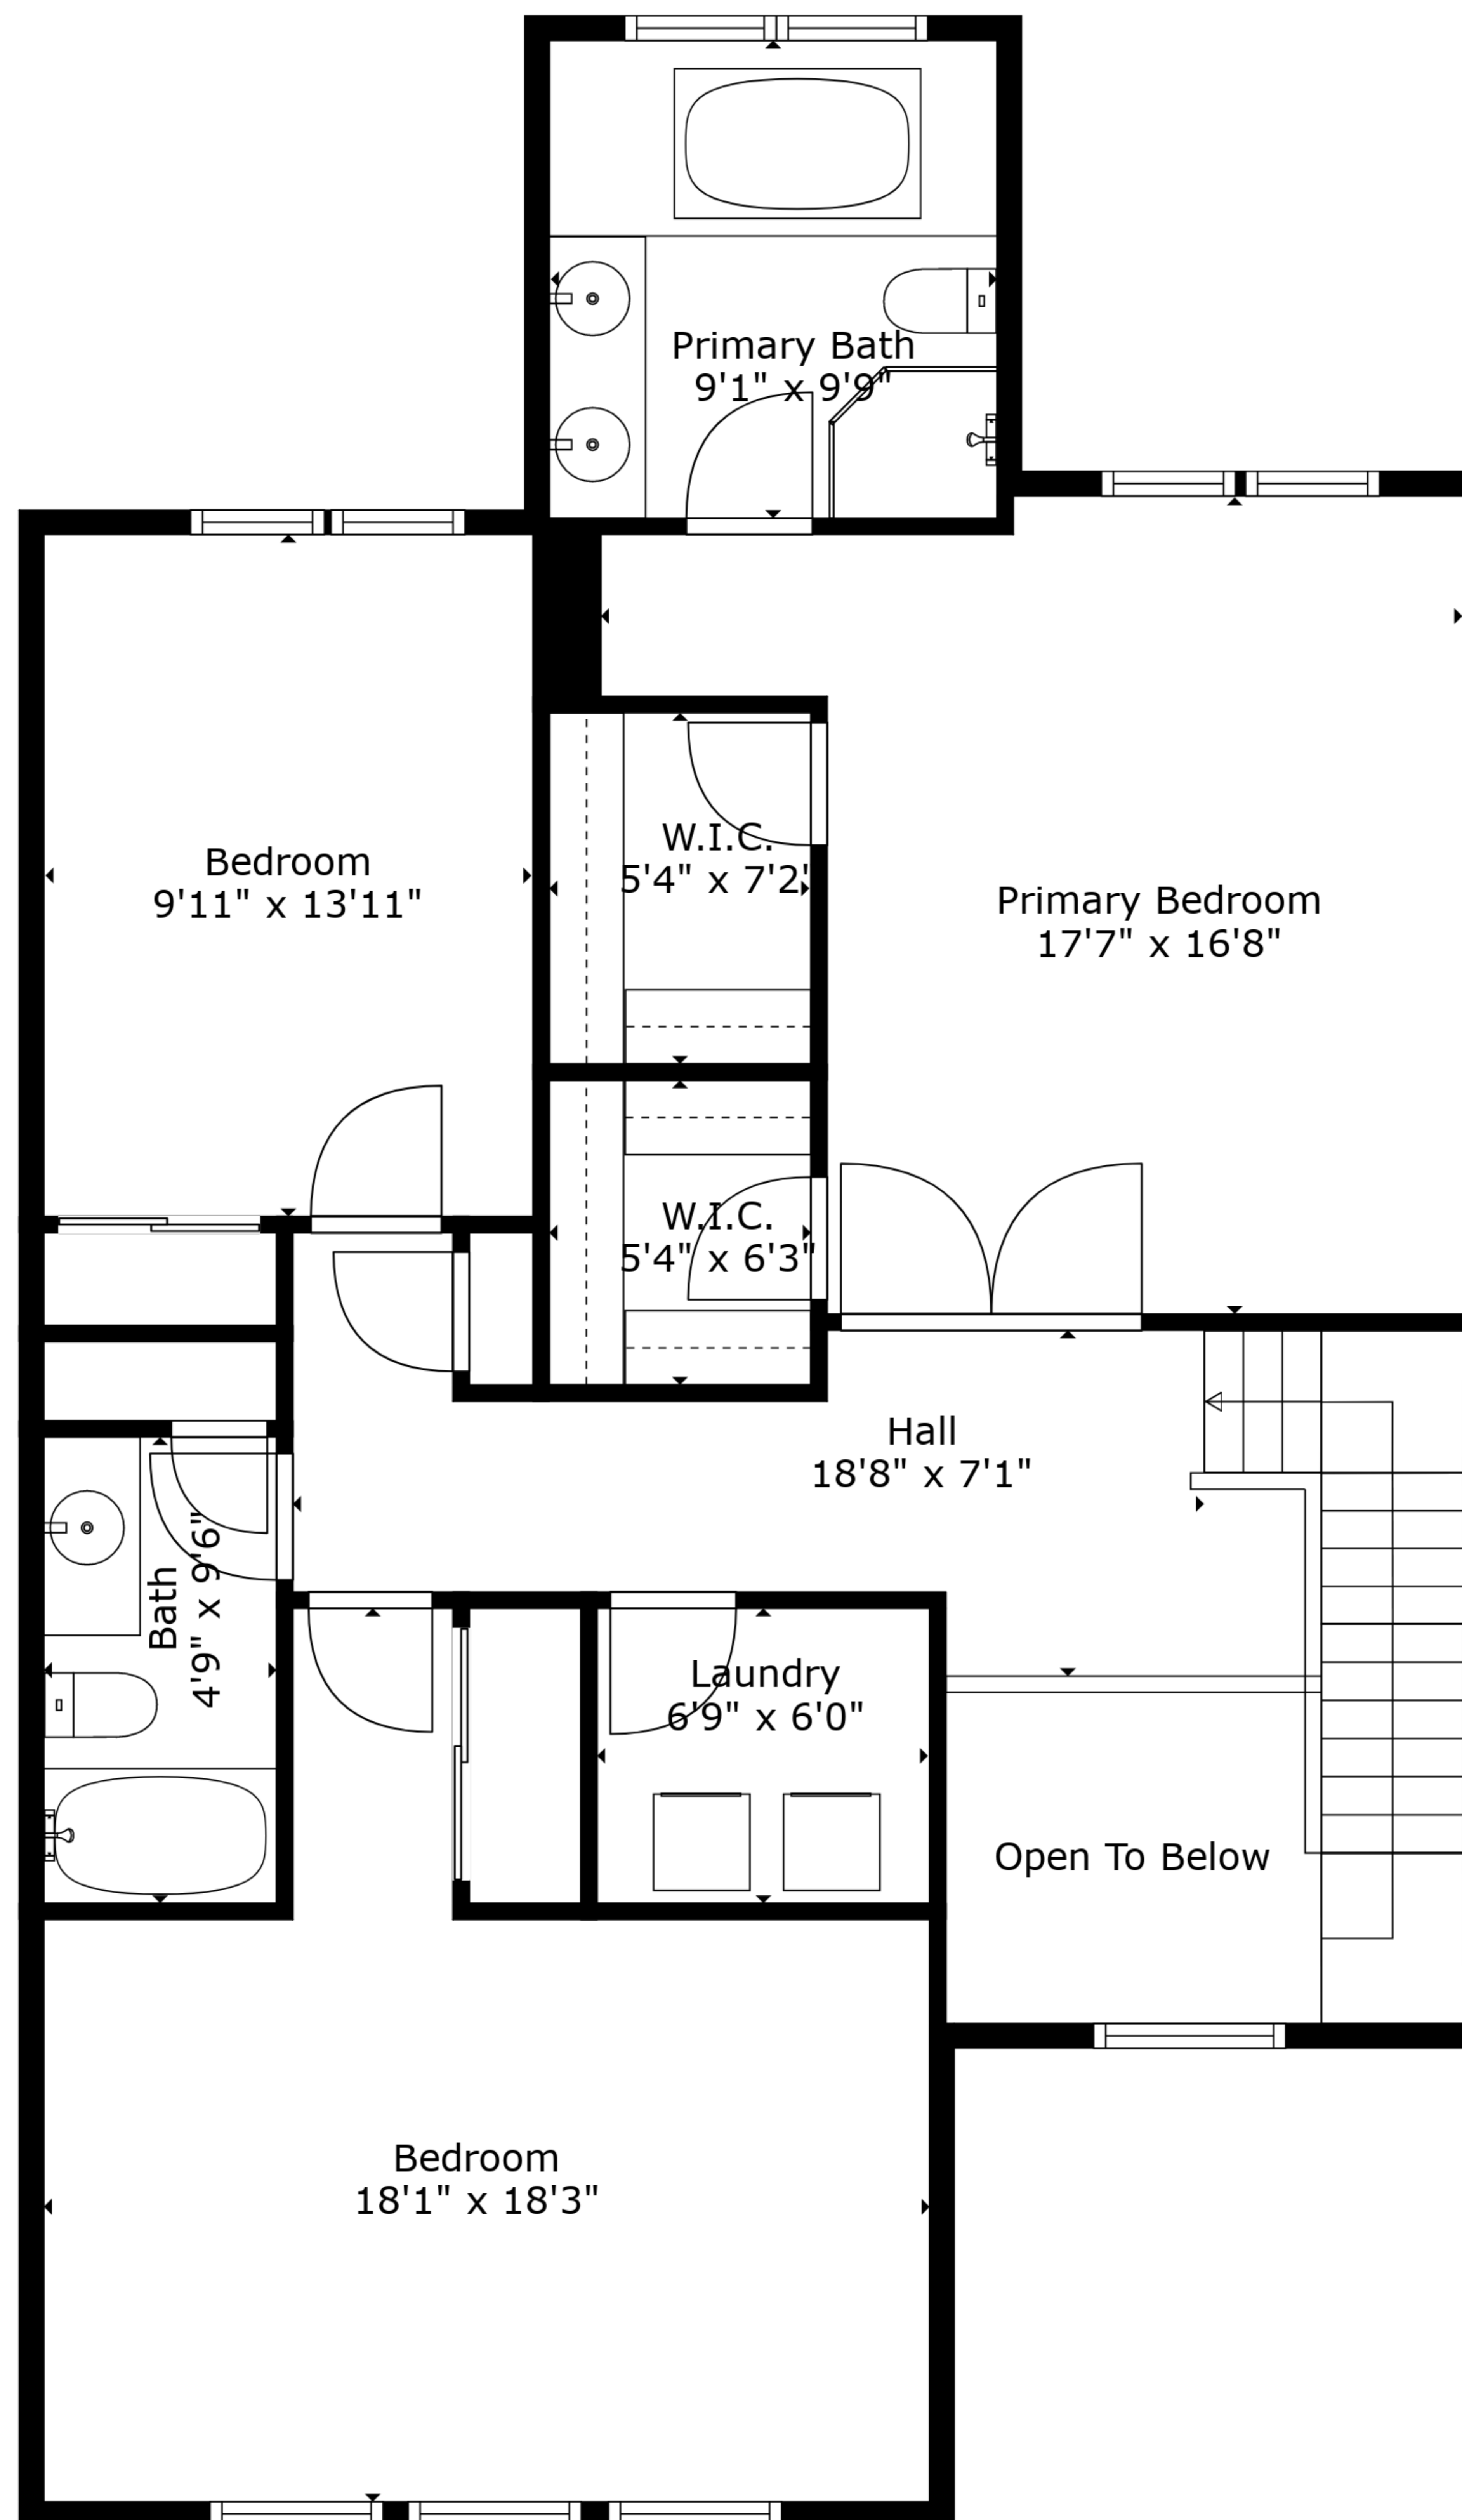 Primary Bath
9'1" x 9'9"
W.I.C.
5'4" x 7'2"
Bedroom
9'11" x 13'11"
Primary Bedroom
17'7" x 16'8"
W.I.C.
5'4" x 6'3"
Hall
18'8" x 7'1"
Bath
4'9" x 9'6"
Laundry
6'9" x 6'0"
Open To Below
Bedroom
18'1" x 18'3"